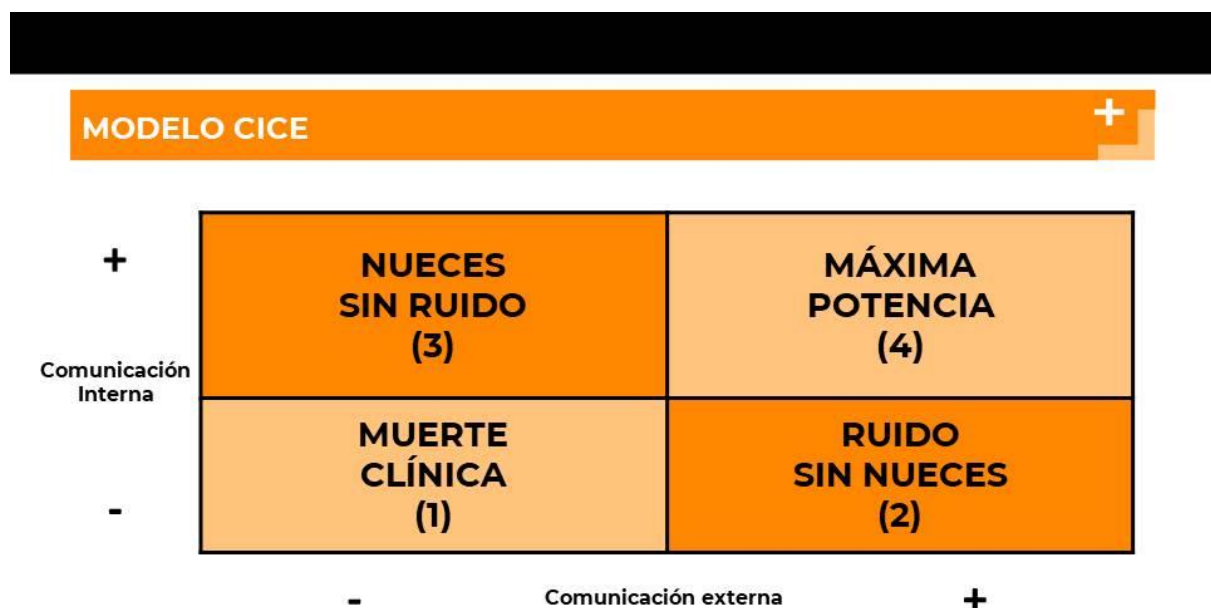 MODELO CICE
+
+
NUECES
SIN RUIDO
(3)
MÁXIMA
POTENCIA
(4)
Comunicación
Interna
MUERTE
CLÍNICA
(1)
RUIDO
SIN NUECES
(2)
-
-
Comunicación externa
+